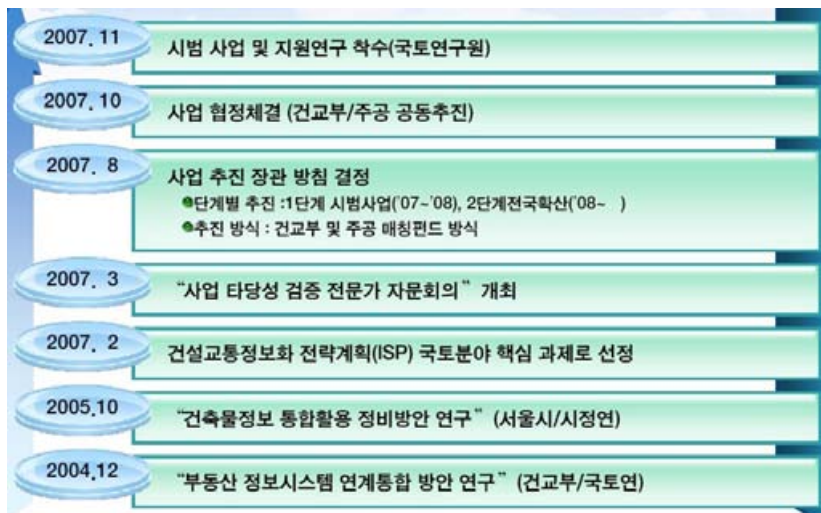 2007. 11
시범 사업 및 지원연구 착수(국토연구원)
2007. 10
사업 협정체결 (건교부/주공 공동추진)
2007. 8
사업 추진 장관 방침 결정
단계별 추진 :1단계 시범사업('07~'08), 2단계전국확산('08~ )
추진 방식 : 건교부 및 주공 매칭펀드 방식
2007. 3
“사업 타당성 검증 전문가 자문회의” 개최
2007. 2
건설교통정보화 전략계획(ISP) 국토분야 핵심 과제로 선정
2005.10
“건축물정보 통합활용 정비방안 연구” (서울시/시정연)
2004.12
“부동산 정보시스템 연계통합 방안 연구” (건교부/국토연)